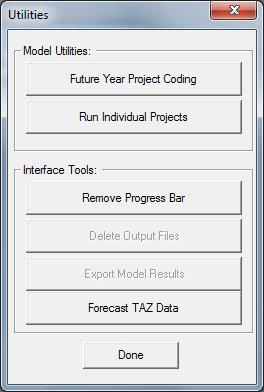 Utilities
Model Utilities:
Future Year Project Coding
Run Individual Projects
Interface Tools:
Remove Progress Bar
Delete Output Files
Export Model Results
Forecast TAZ Data
Done